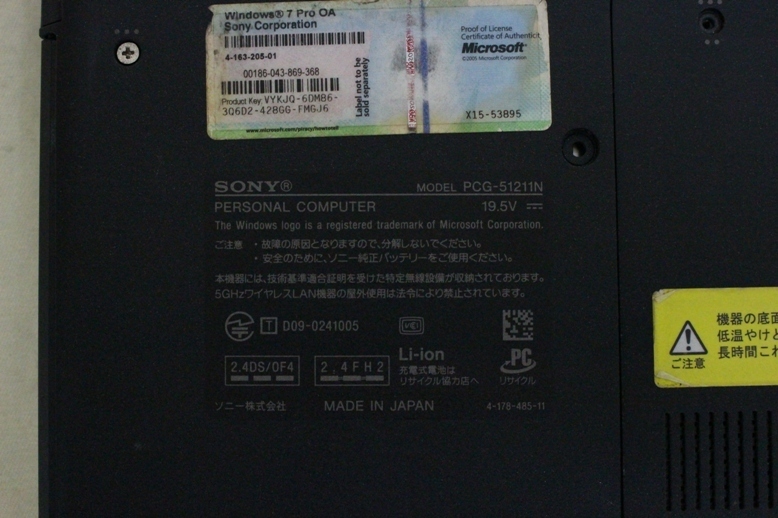 Windows® 7 Pro OA
Sony Corporation
4-163-205-01
00186-043-869-368
Product Key: VYKJQ-6DMB6-
3Q6D2-428GG-FMGJ6
Label not to be
sold separately
Proof of License
Certificate of Authenticity
Microsoft®
©2005 Microsoft Corporation
X15-53895
SONY®
MODEL PCG-51211N
PERSONAL COMPUTER
19.5V
The Windows logo is a registered trademark of Microsoft Corporation.
ご注意 ・故障の原因となりますので、分解しないでください。
・安全のために、ソニー純正バッテリーをご使用ください。
本機器には、技術基準適合証明を受けた特定無線設備が収納されております。
5GHzワイヤレスLAN機器の屋外使用は法令により禁止されています。
T D09-0241005
2.4DS/OF4
2.4FH2
Li-ion
充電式電池は
リサイクル協力店へ
PC
リサイクル
ソニー株式会社
MADE IN JAPAN
4-178-485-11
ご注意
機器の底面
低温やけど
長時間これ